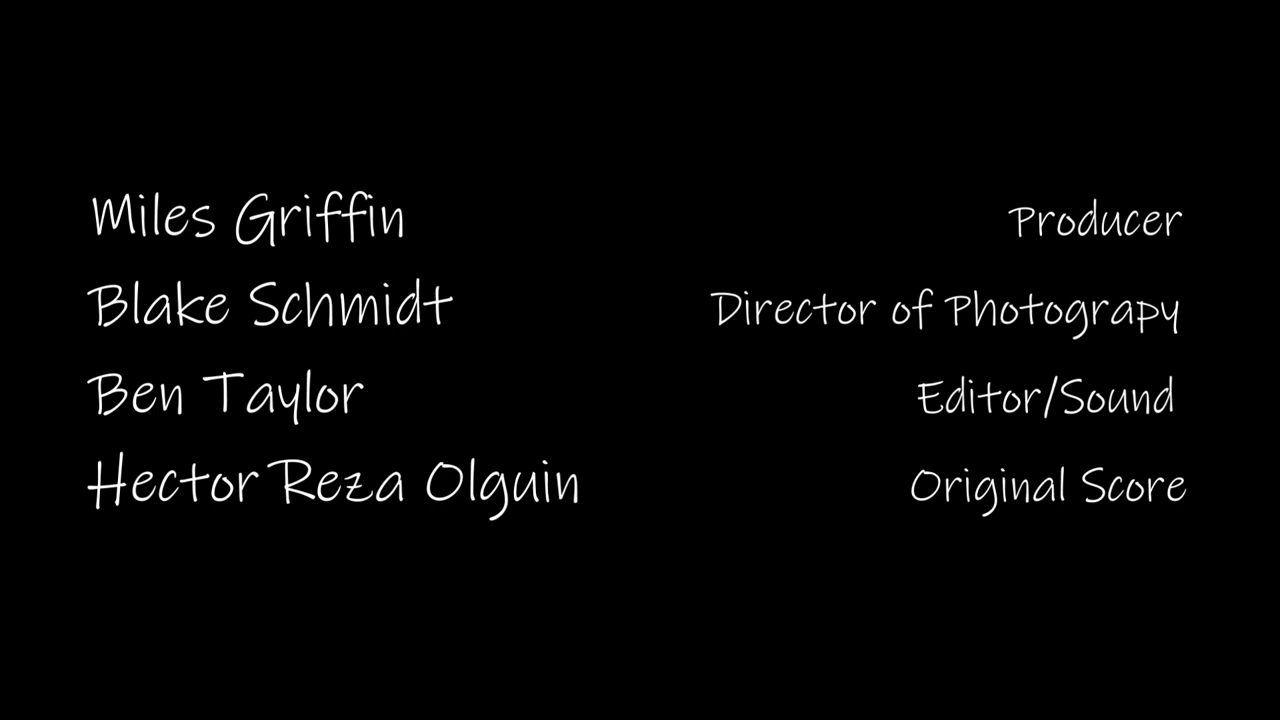 Miles Griffin Producer
Blake Schmidt Director of Photograpy
Ben Taylor Editor/Sound
Hector Reza Olguin Original Score